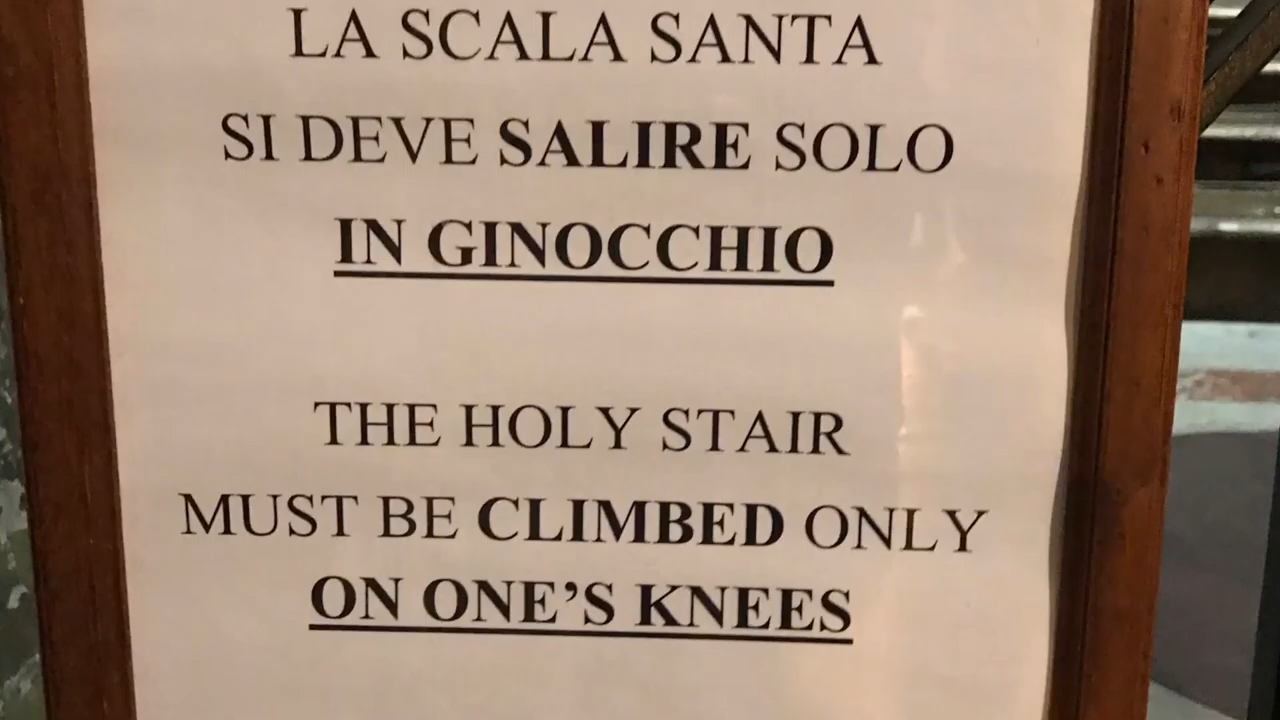 LA SCALA SANTA
SI DEVE SALIRE SOLO
IN GINOCCHIO
THE HOLY STAIR
MUST BE CLIMBED ONLY
ON ONE’S KNEES